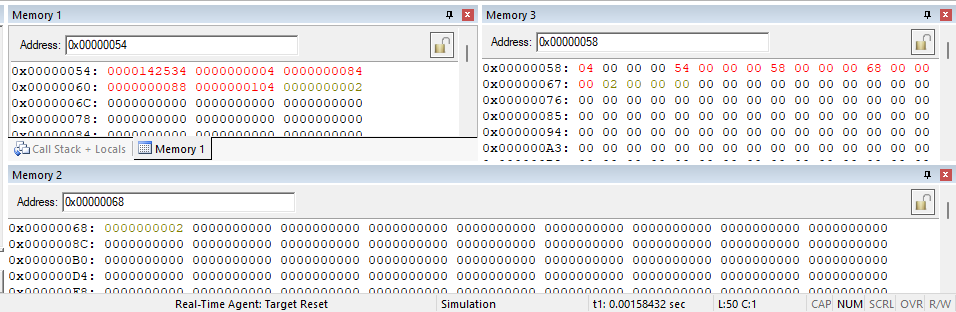 Memory 1
Address: 0x00000054
0x00000054: 0000142534 0000000004 0000000084
0x00000060: 0000000088 0000000104 0000000002
0x0000006C: 0000000000 0000000000 0000000000
0x00000078: 0000000000 0000000000 0000000000
0x00000084: 0000000000 0000000000 0000000000
Call Stack + Locals Memory 1
Memory 3
Address: 0x00000058
0x00000058: 04 00 00 00 54 00 00 00 58 00 00 00 68 00 00
0x00000067: 00 02 00 00 00 00 00 00 00 00 00 00 00 00 00
0x00000076: 00 00 00 00 00 00 00 00 00 00 00 00 00 00 00
0x00000085: 00 00 00 00 00 00 00 00 00 00 00 00 00 00 00
0x00000094: 00 00 00 00 00 00 00 00 00 00 00 00 00 00 00
0x000000A3: 00 00 00 00 00 00 00 00 00 00 00 00 00 00 00
Memory 2
Address: 0x00000068
0x00000068: 0000000002 0000000000 0000000000 0000000000 0000000000 0000000000 0000000000 0000000000 0000000000
0x0000008C: 0000000000 0000000000 0000000000 0000000000 0000000000 0000000000 0000000000 0000000000 0000000000
0x000000B0: 0000000000 0000000000 0000000000 0000000000 0000000000 0000000000 0000000000 0000000000 0000000000
0x000000D4: 0000000000 0000000000 0000000000 0000000000 0000000000 0000000000 0000000000 0000000000 0000000000
0x000000F8: 0000000000 0000000000 0000000000 0000000000 0000000000 0000000000 0000000000 0000000000 0000000000
Real-Time Agent: Target Reset Simulation t1: 0.00158432 sec L:50 C:1 CAP NUM SCRL OVR R/W